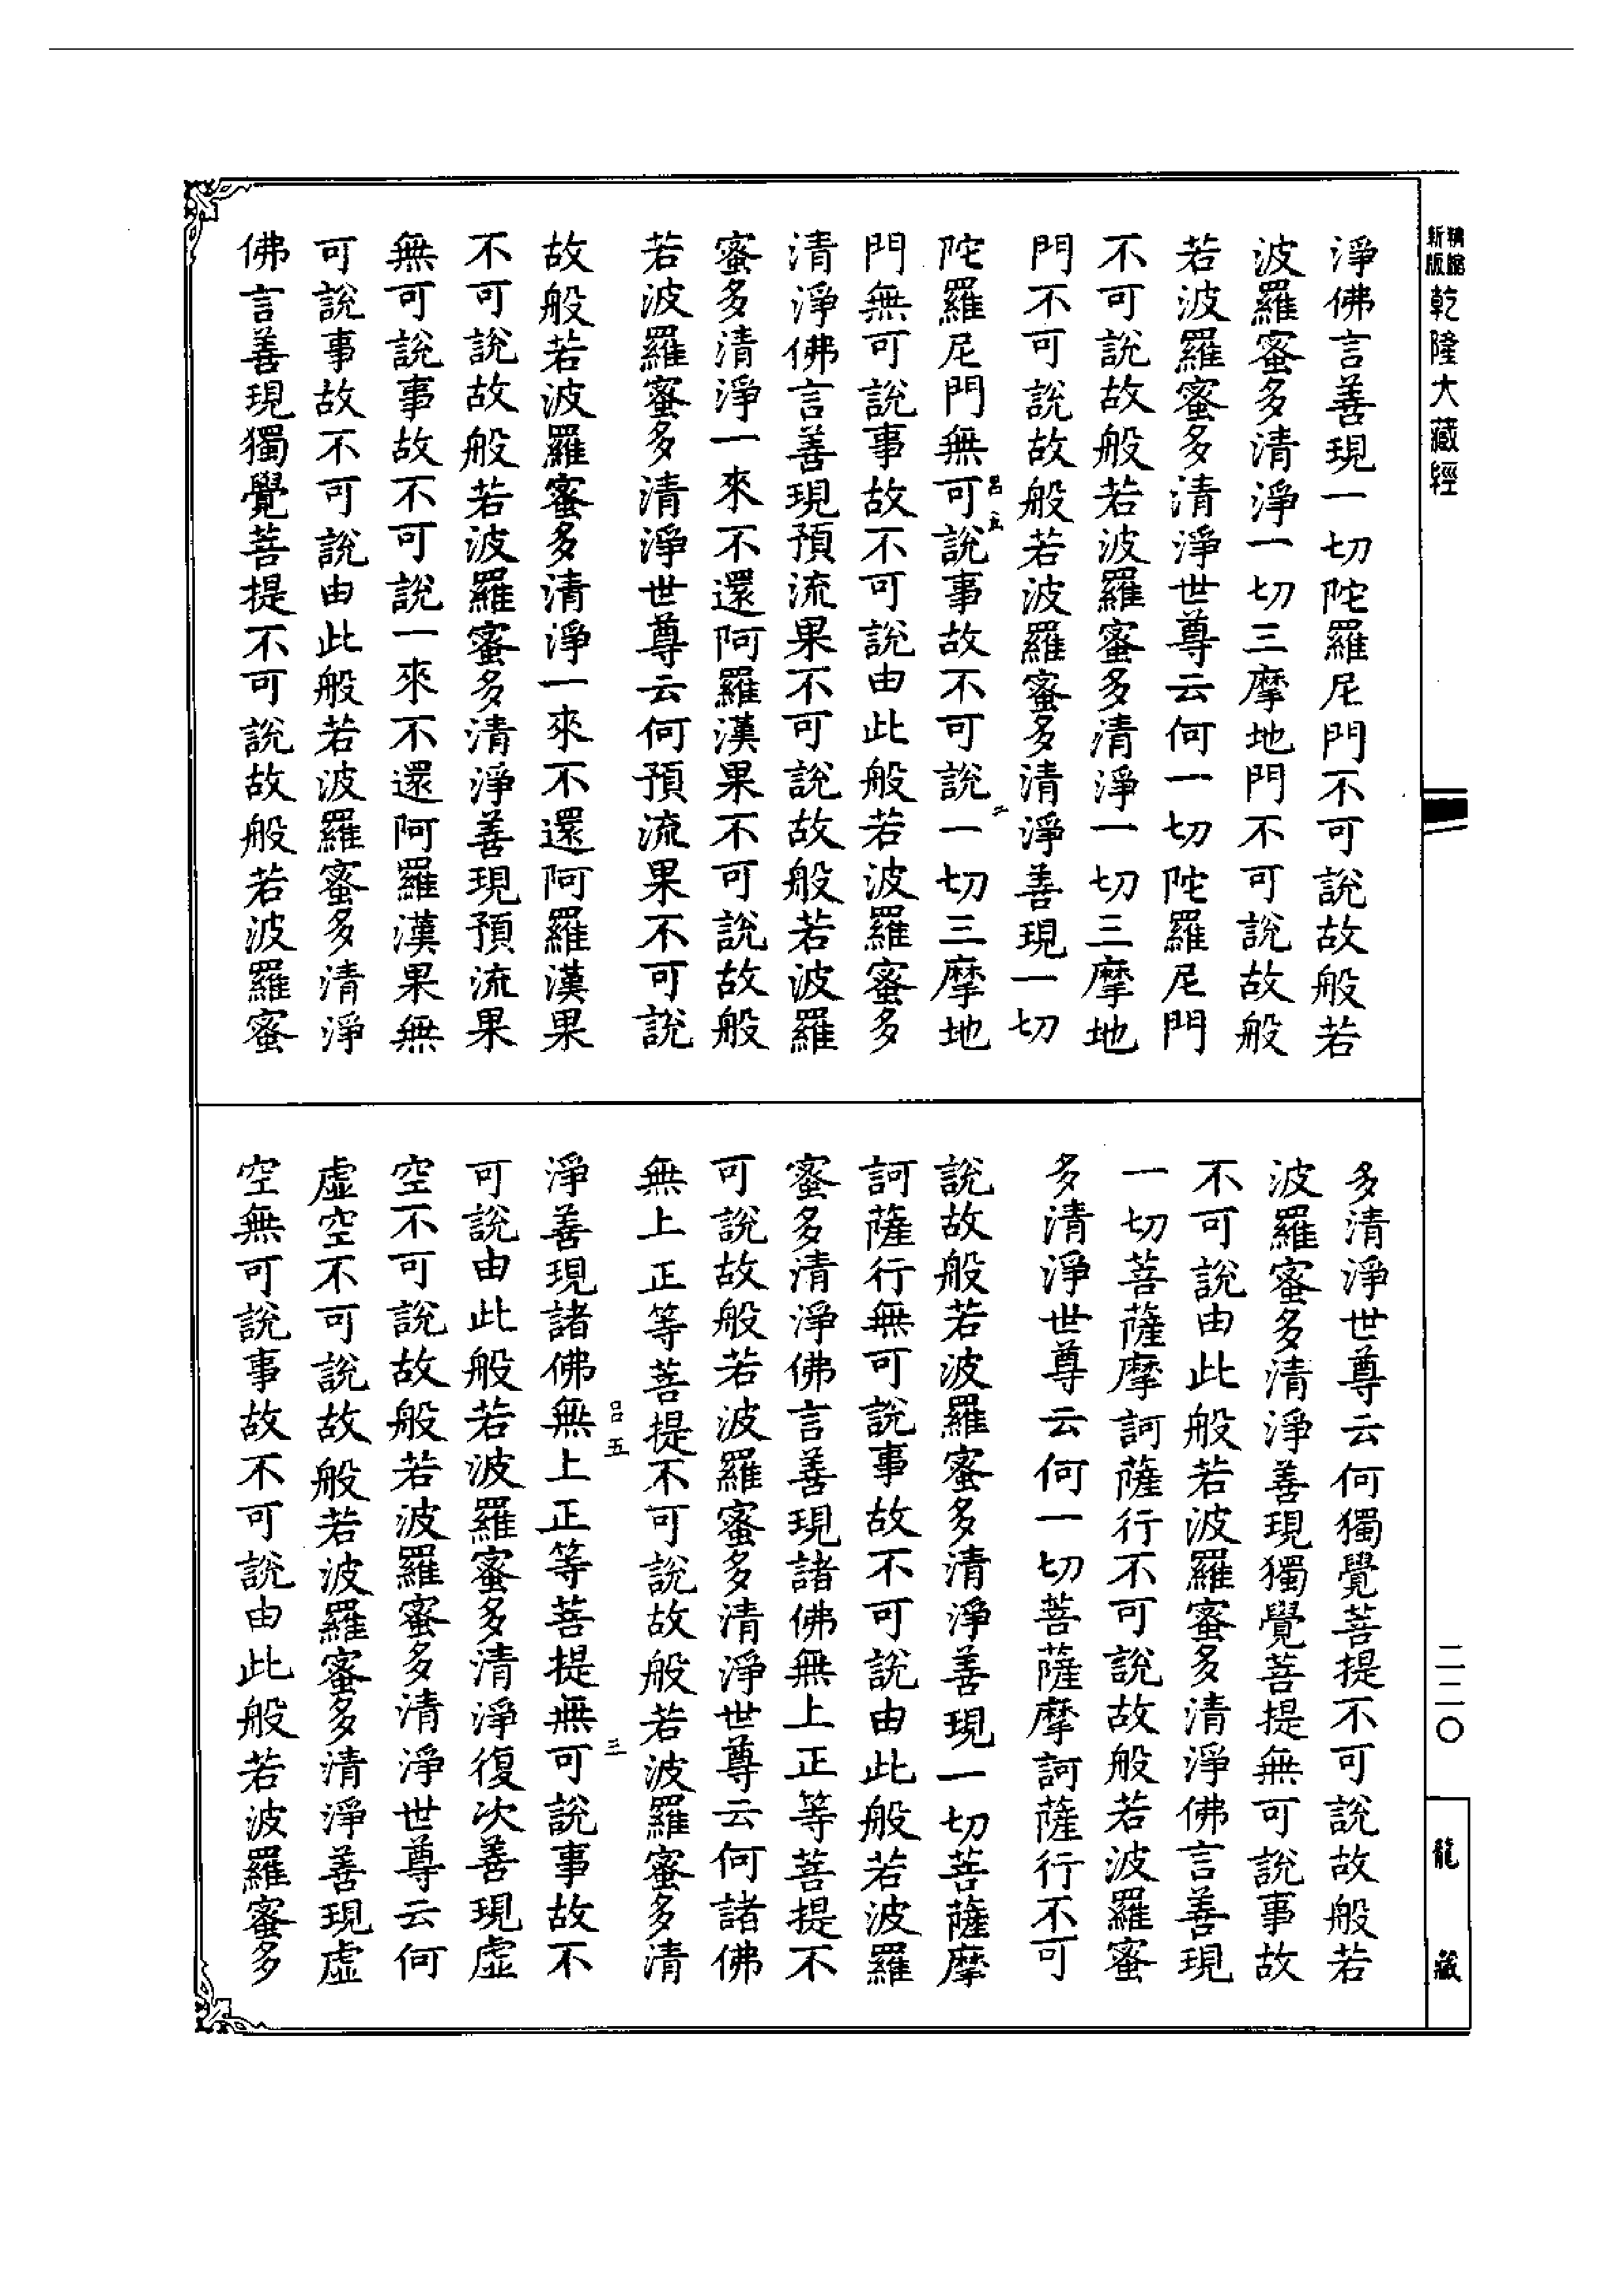 新版
精縮
乾隆大藏經
二二〇
龍藏
淨佛言善現一切陀羅尼門不可說故般若
波羅蜜多清淨一切三摩地門不可說故般
若波羅蜜多清淨世尊云何一切陀羅尼門
不可說故般若波羅蜜多清淨一切三摩地
門不可說故般若波羅蜜多清淨善現一切
陀羅尼門無可說事故不可說一切三摩地
呂五
二
門無可說事故不可說由此般若波羅蜜多
清淨佛言善現預流果不可說故般若波羅
蜜多清淨一來不還阿羅漢果不可說故般
若波羅蜜多清淨世尊云何預流果不可說
故般若波羅蜜多清淨一來不還阿羅漢果
不可說故般若波羅蜜多清淨善現預流果
無可說事故不可說一來不還阿羅漢果無
可說事故不可說由此般若波羅蜜多清淨
佛言善現獨覺菩提不可說故般若波羅蜜
多清淨世尊云何獨覺菩提不可說故般若
波羅蜜多清淨善現獨覺菩提無可說事故
不可說由此般若波羅蜜多清淨佛言善現
一切菩薩摩訶薩行不可說故般若波羅蜜
多清淨世尊云何一切菩薩摩訶薩行不可
說故般若波羅蜜多清淨善現一切菩薩摩
訶薩行無可說事故不可說由此般若波羅
蜜多清淨佛言善現諸佛無上正等菩提不
可說故般若波羅蜜多清淨世尊云何諸佛
無上正等菩提不可說故般若波羅蜜多清
呂五
三
淨善現諸佛無上正等菩提無可說事故不
可說由此般若波羅蜜多清淨復次善現虛
空不可說故般若波羅蜜多清淨世尊云何
虛空不可說故般若波羅蜜多清淨善現虛
空無可說事故不可說由此般若波羅蜜多